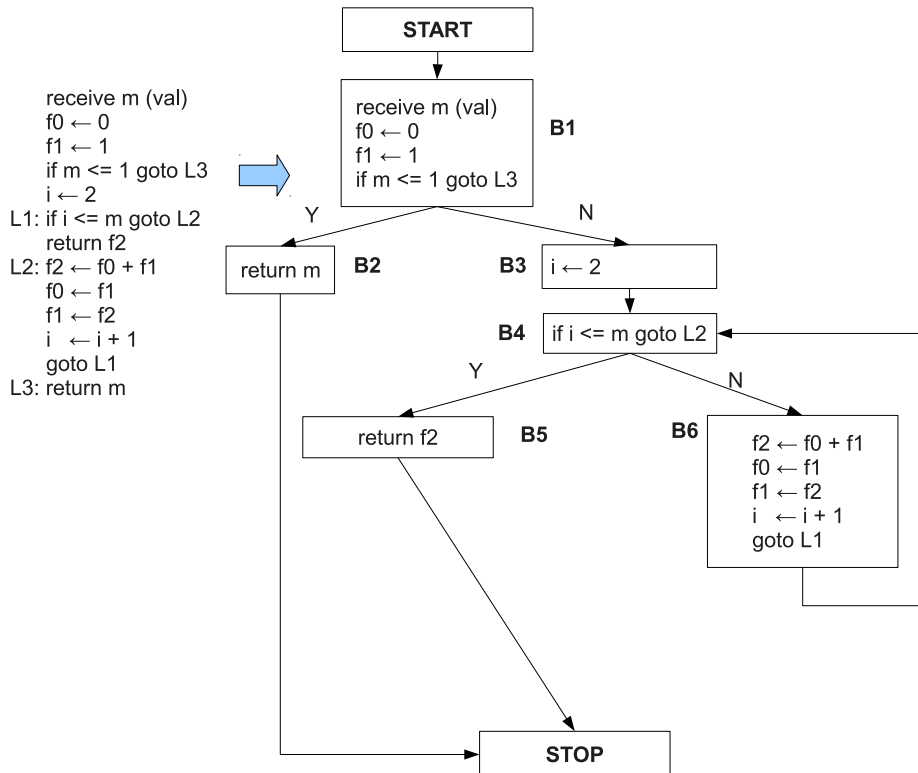 START
receive m (val)
f0 ← 0
f1 ← 1
if m <= 1 goto L3
i ← 2
L1: if i <= m goto L2
return f2
L2: f2 ← f0 + f1
f0 ← f1
f1 ← f2
i ← i + 1
goto L1
L3: return m
receive m (val)
f0 ← 0
f1 ← 1
if m <= 1 goto L3
B1
Y
N
return m
B2
B3
i ← 2
B4
if i <= m goto L2
Y
N
return f2
B5
B6
f2 ← f0 + f1
f0 ← f1
f1 ← f2
i ← i + 1
goto L1
STOP